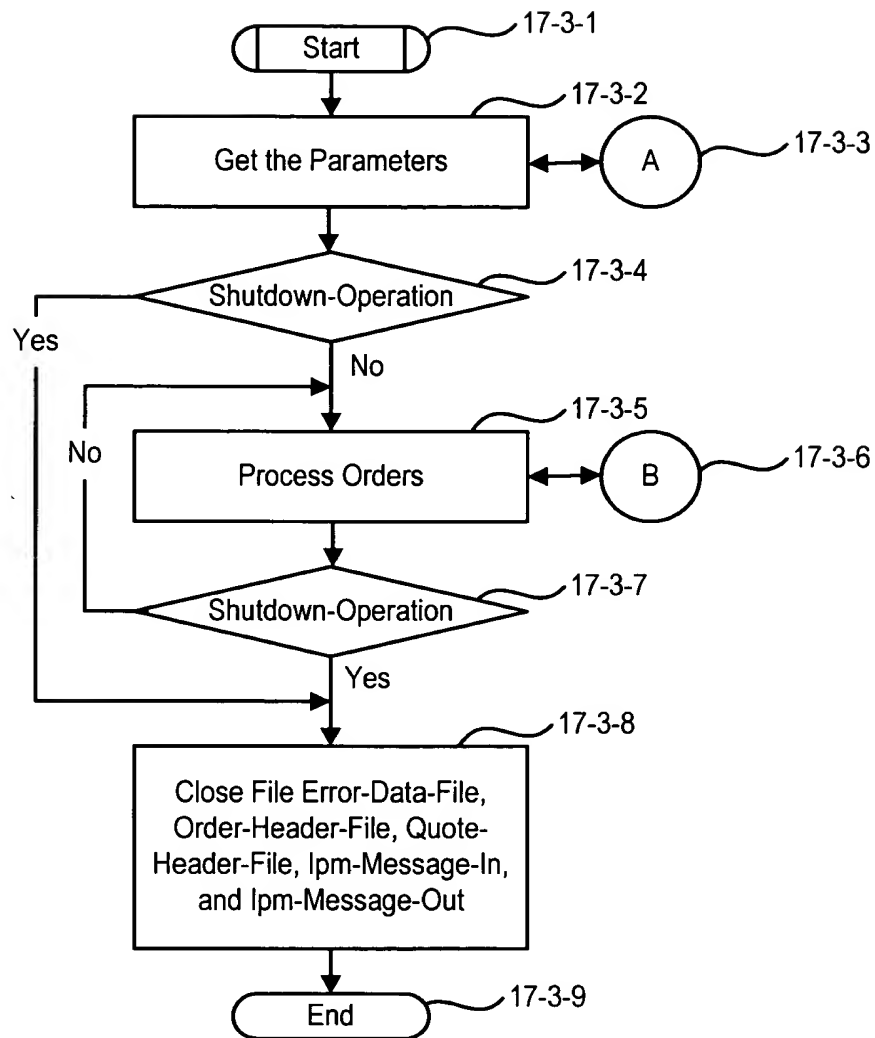 17-3-1
Start
17-3-2
Get the Parameters
A
17-3-3
17-3-4
Shutdown-Operation
Yes
No
17-3-5
No
Process Orders
B
17-3-6
17-3-7
Shutdown-Operation
Yes
17-3-8
Close File Error-Data-File,
Order-Header-File, Quote-
Header-File, Ipm-Message-In,
and Ipm-Message-Out
17-3-9
End